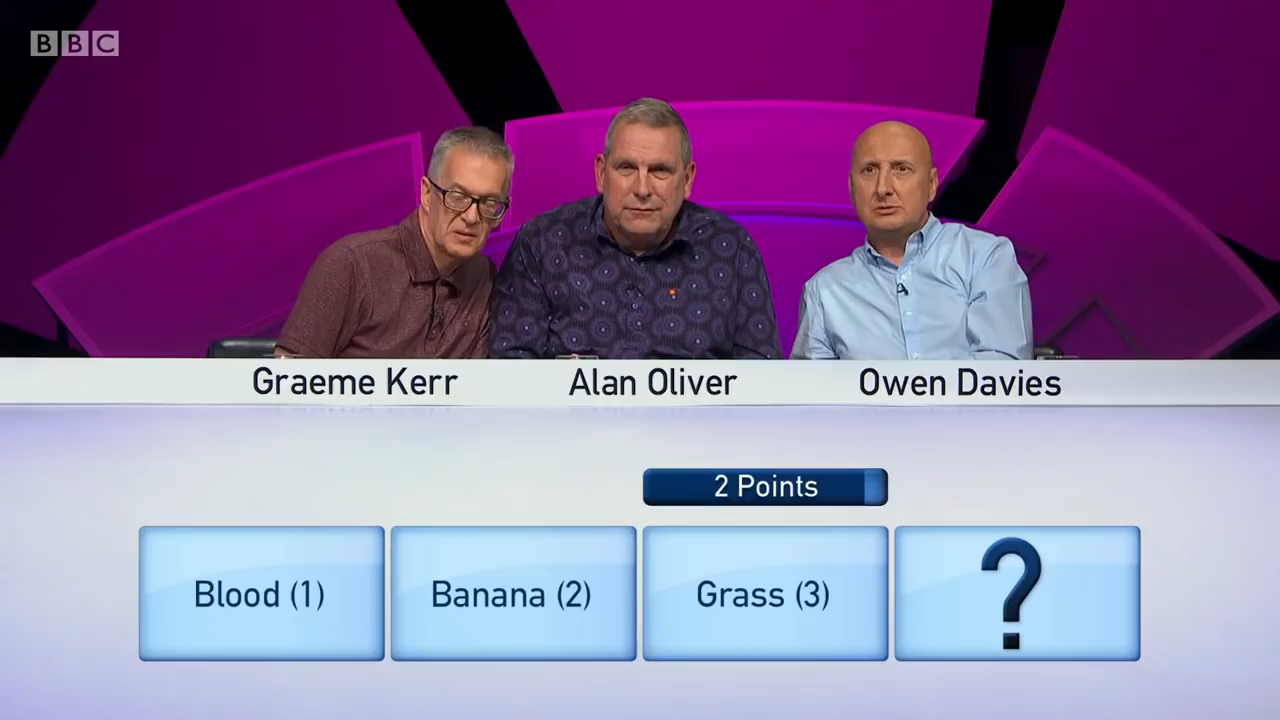 BBC
Graeme Kerr
Alan Oliver
Owen Davies
2 Points
Blood (1)
Banana (2)
Grass (3)
?